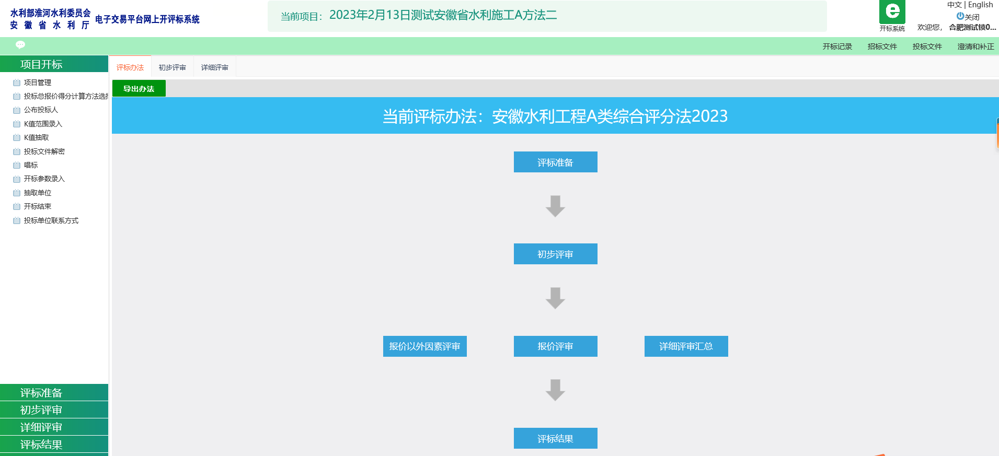 水利部淮河水利委员会
安徽省水利厅
电子交易平台网上开评标系统
当前项目：2023年2月13日测试安徽省水利施工A方法二
e
开标系统
中文 | English
关闭
欢迎您，合肥测试锁0...
开标记录 招标文件 投标文件 澄清和补正
项目开标
项目管理
投标总报价得分计算方法选
公布投标人
K值范围录入
K值抽取
投标文件解密
唱标
开标参数录入
抽取单位
开标结束
投标单位联系方式
评标准备
初步评审
详细评审
评标结果
评标办法 初步评审 详细评审
导出办法
当前评标办法：安徽水利工程A类综合评分法2023
评标准备
初步评审
报价以外因素评审 报价评审 详细评审汇总
评标结果